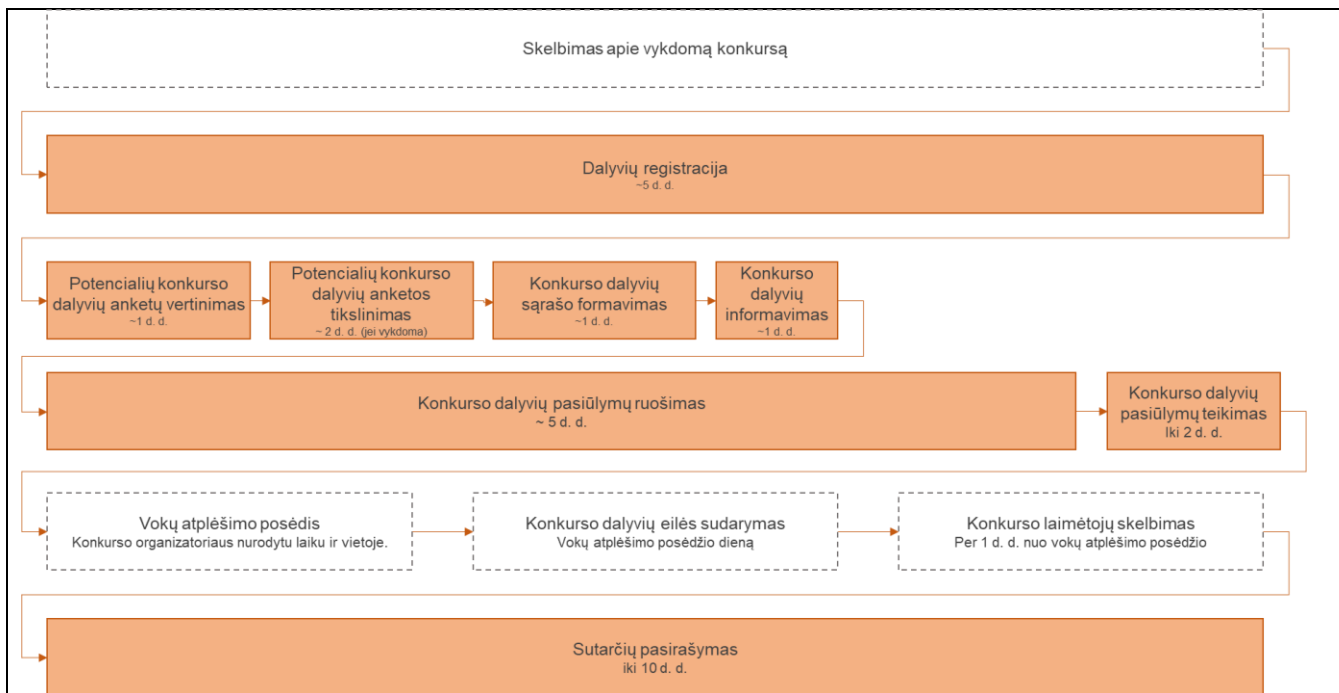 Skelbimas apie vykdomą konkursą
Dalyvių registracija
~5 d. d.
Potencialių konkurso
dalyvių anketų vertinimas
~1 d. d.
Potencialių konkurso
dalyvių anketos
tikslinimas
~ 2 d. d. (jei vykdoma)
Konkurso dalyvių
sąrašo formavimas
~1 d. d.
Konkurso
dalyvių
informavimas
~1 d. d.
Konkurso dalyvių pasiūlymų ruošimas
~ 5 d. d.
Konkurso dalyvių
pasiūlymų teikimas
Iki 2 d. d.
Vokų atplėšimo posėdis
Konkurso organizatoriaus nurodytu laiku ir vietoje.
Konkurso dalyvių eilės sudarymas
Vokų atplėšimo posėdžio dieną
Konkurso laimėtojų skelbimas
Per 1 d. d. nuo vokų atplėšimo posėdžio
Sutarčių pasirašymas
iki 10 d. d.